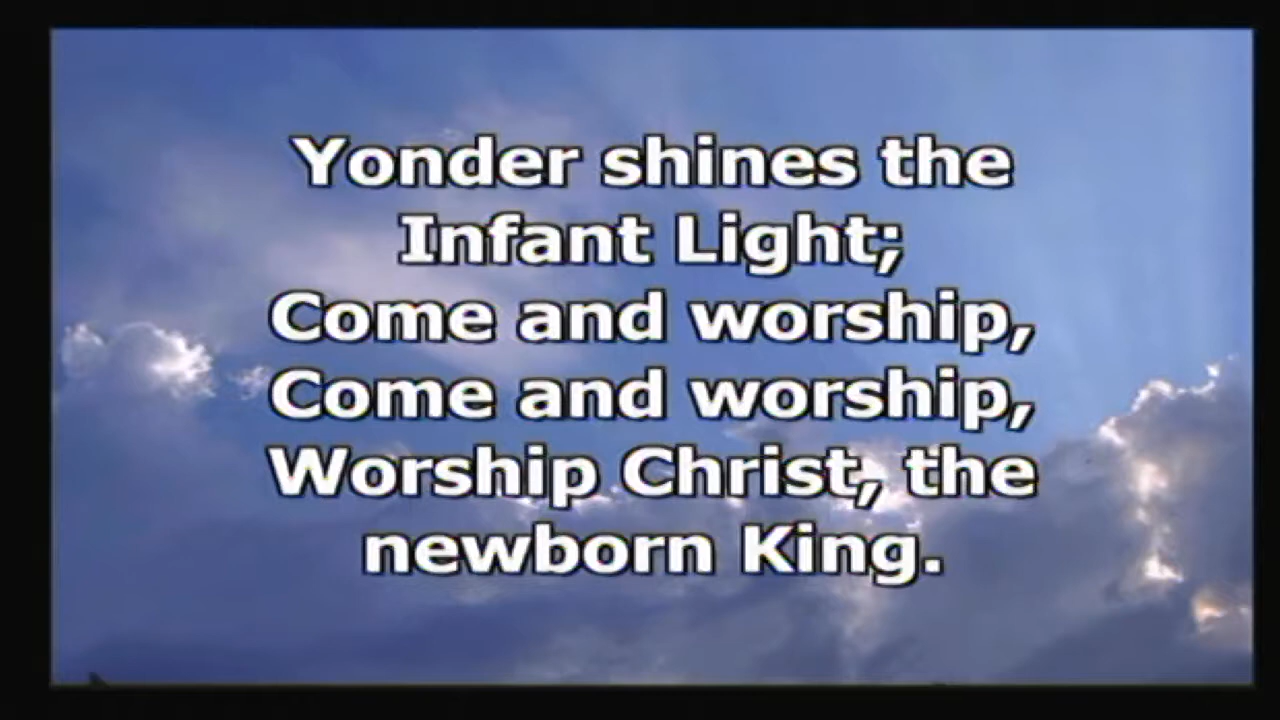 Yonder shines the
Infant Light;
Come and worship,
Come and worship,
Worship Christ, the
newborn King.